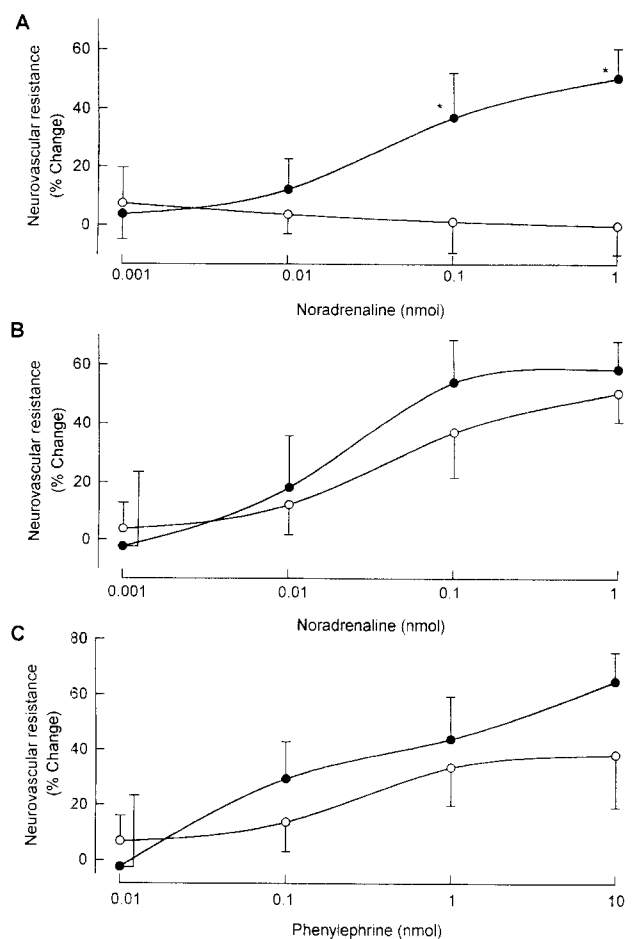 A
Neurovascular resistance
(% Change)
60
40
20
0
*
*
0.001
0.01
0.1
1
Noradrenaline (nmol)
B
Neurovascular resistance
(% Change)
60
40
20
0
0.001
0.01
0.1
1
Noradrenaline (nmol)
C
Neurovascular resistance
(% Change)
80
60
40
20
0
0.01
0.1
1
10
Phenylephrine (nmol)